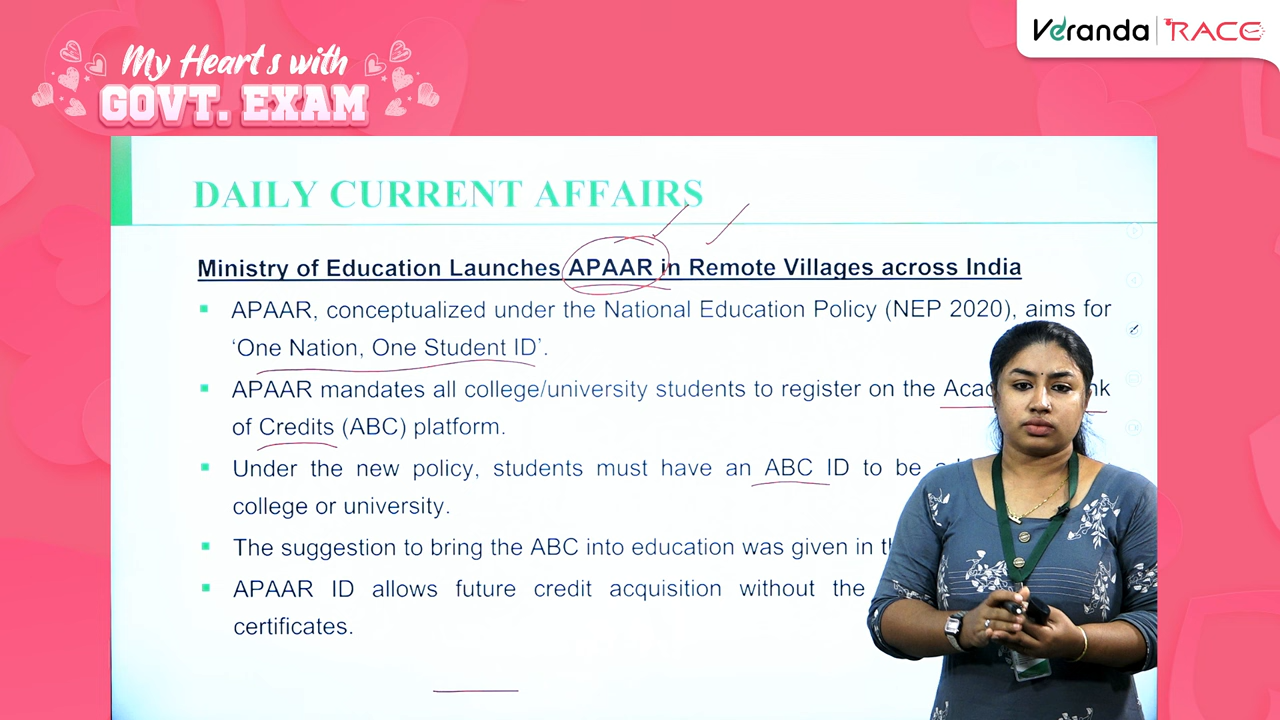 Veranda RACE
My Heart s with
GOVT. EXAM
DAILY CURRENT AFFAIRS
Ministry of Education Launches APAAR in Remote Villages across India
APAAR, conceptualized under the National Education Policy (NEP 2020), aims for
‘One Nation, One Student ID’.
APAAR mandates all college/university students to register on the
of Credits (ABC) platform.
Under the new policy, students must have an ABC ID to be
college or university.
The suggestion to bring the ABC into education was given in
APAAR ID allows future credit acquisition without the
certificates.